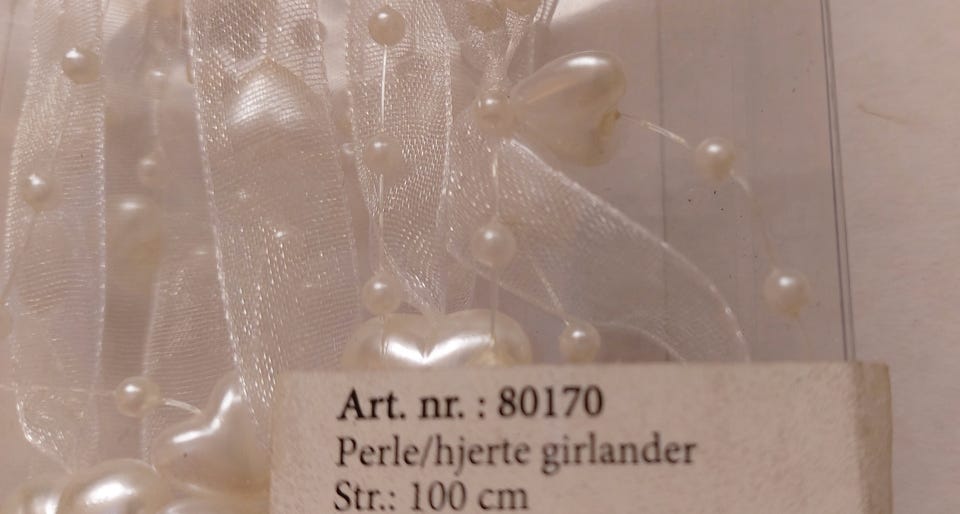 Art. nr. : 80170
Perle/hjerte girlander
Str.: 100 cm